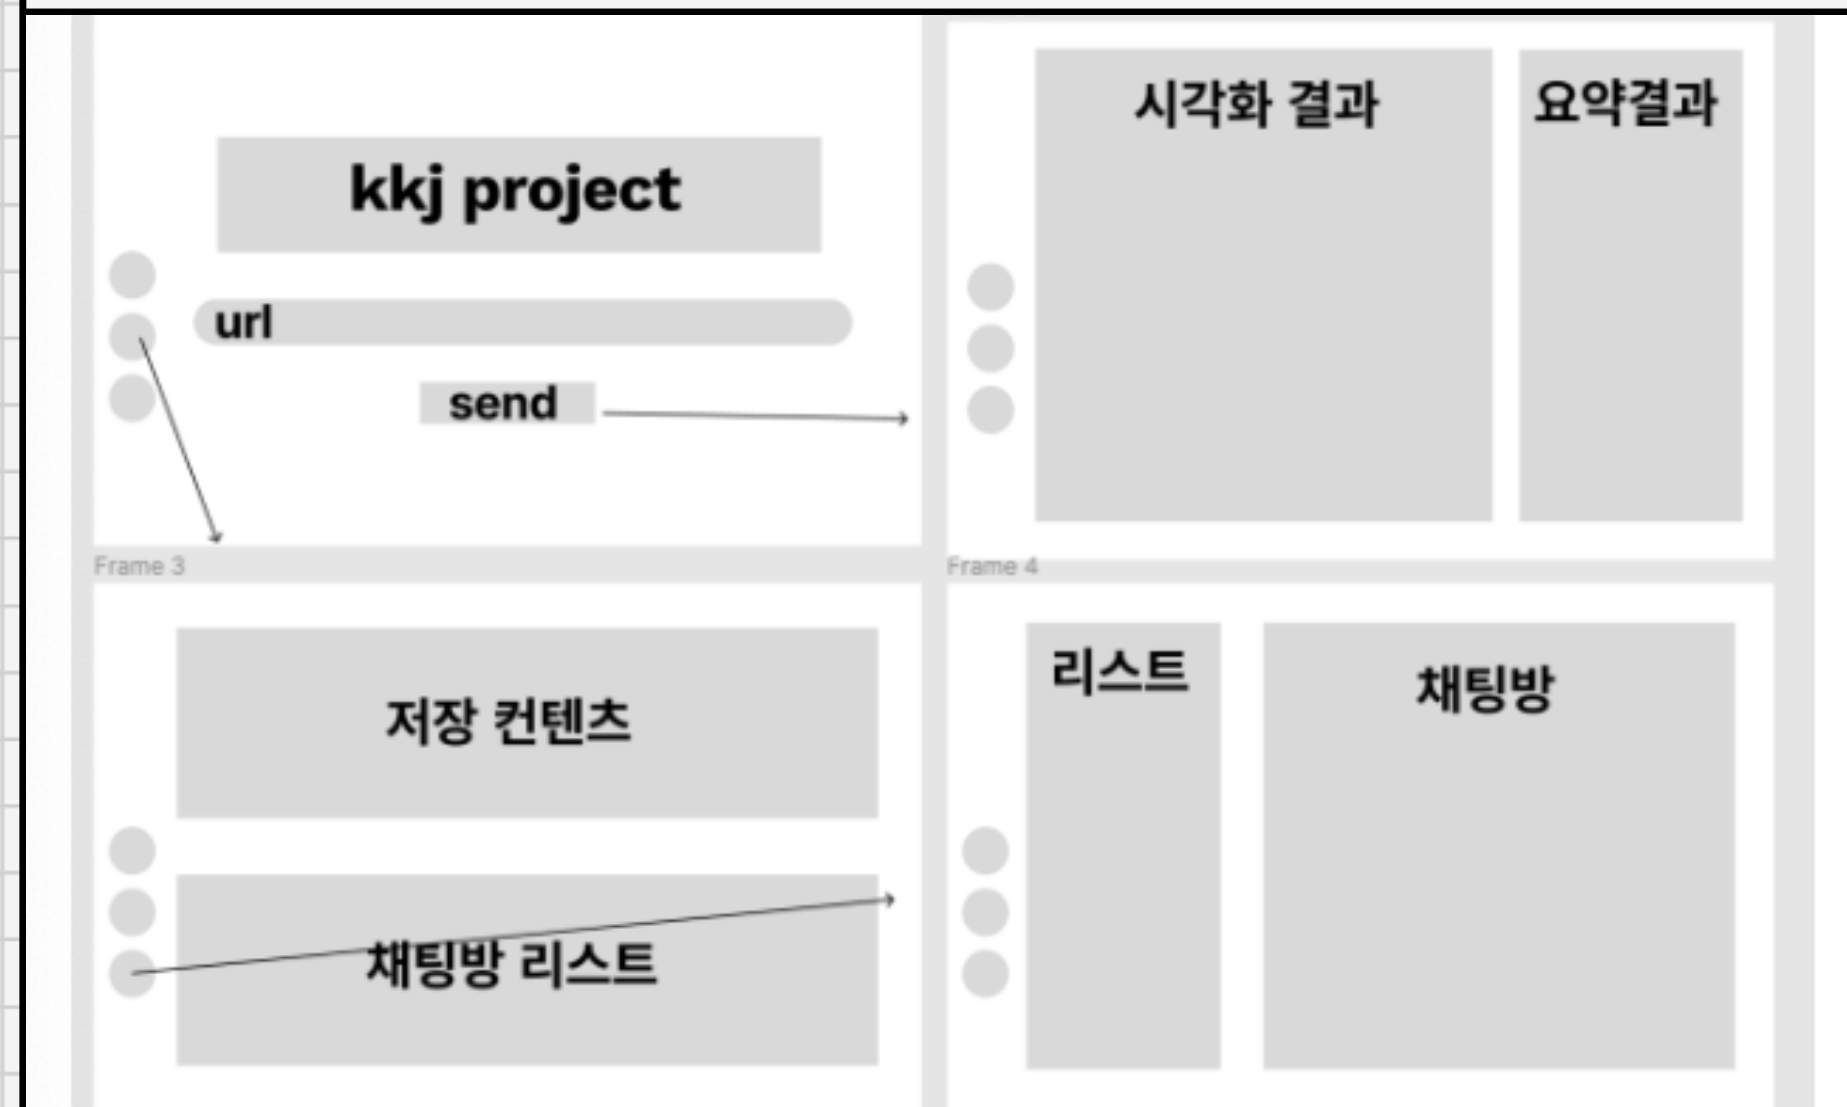 kkj project
url
send
시각화 결과
요약결과
Frame 3
저장 컨텐츠
채팅방 리스트
Frame 4
리스트
채팅방